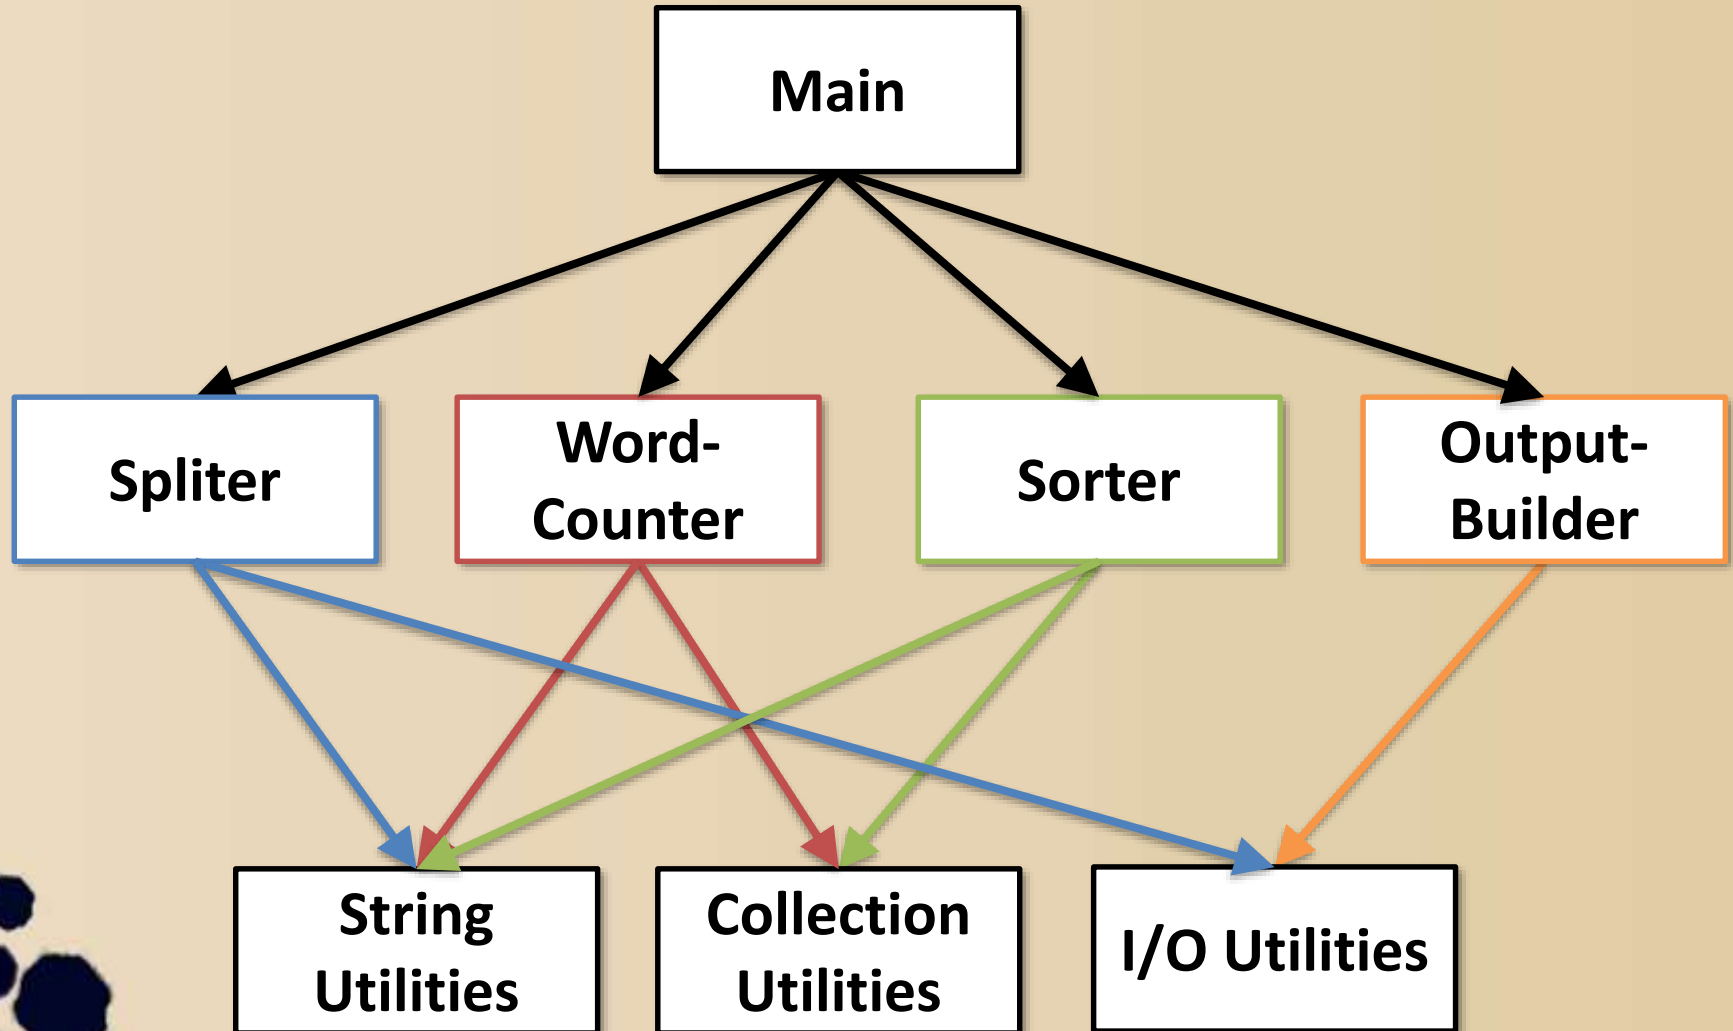 Main
Spliter
Word-
Counter
Sorter
Output-
Builder
String
Utilities
Collection
Utilities
I/O Utilities